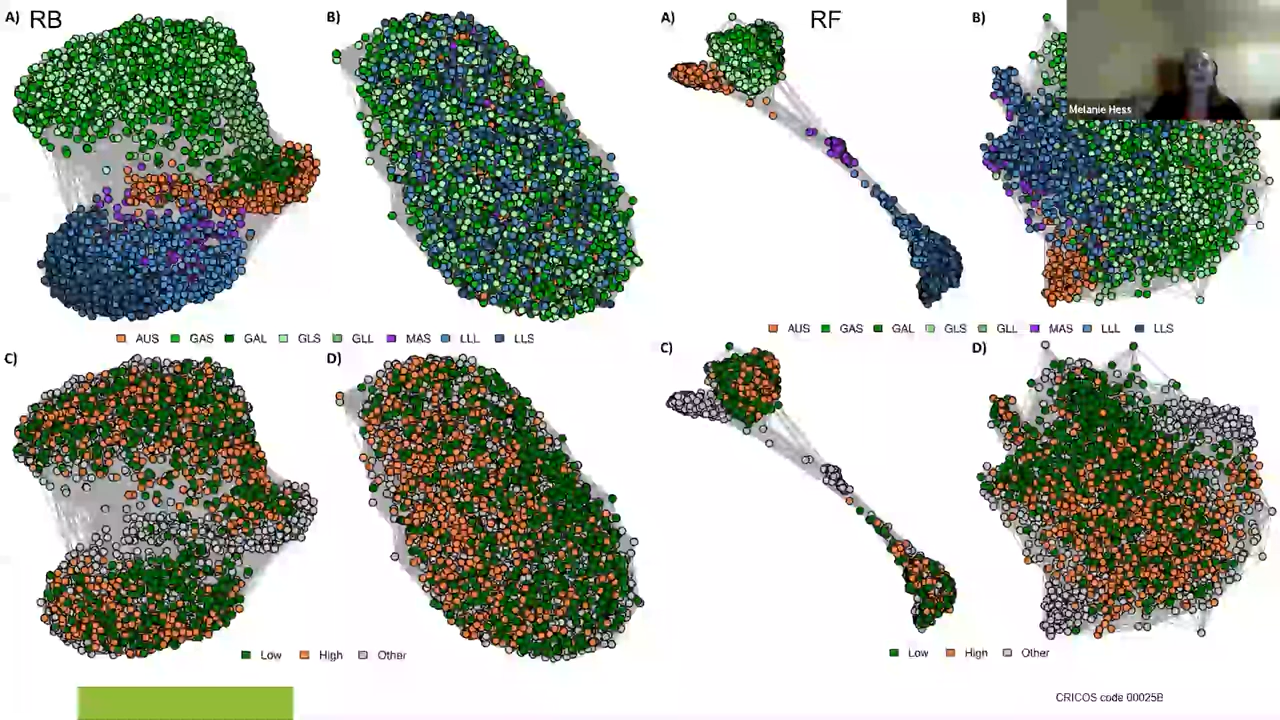 A) RB
B)
A) RF
B)
Melanie Hess
AUS GAS GAL GLS GLL MAS LLL LLS
AUS GAS GAL GLS GLL MAS LLL LLS
C)
D)
C)
D)
Low High Other
Low High Other
CRICOS code 00025B